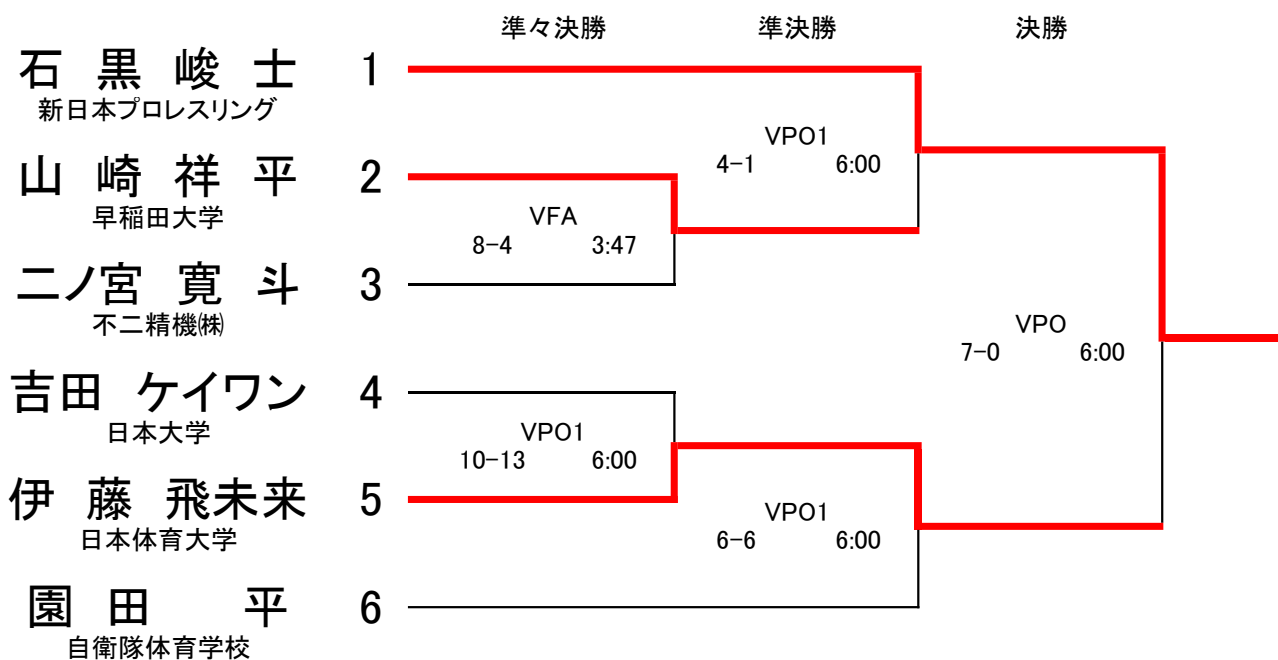 準々決勝 準決勝 決勝
石 黒 峻 士 1
新日本プロレスリング
VPO1
4-1 6:00
山 崎 祥 平 2
早稲田大学
VFA
8-4 3:47
二ノ宮 寛 斗 3
不二精機㈱
VPO
7-0 6:00
吉田 ケイワン 4
日本大学
VPO1
10-13 6:00
伊 藤 飛未来 5
日本体育大学
VPO1
6-6 6:00
園 田 平 6
自衛隊体育学校